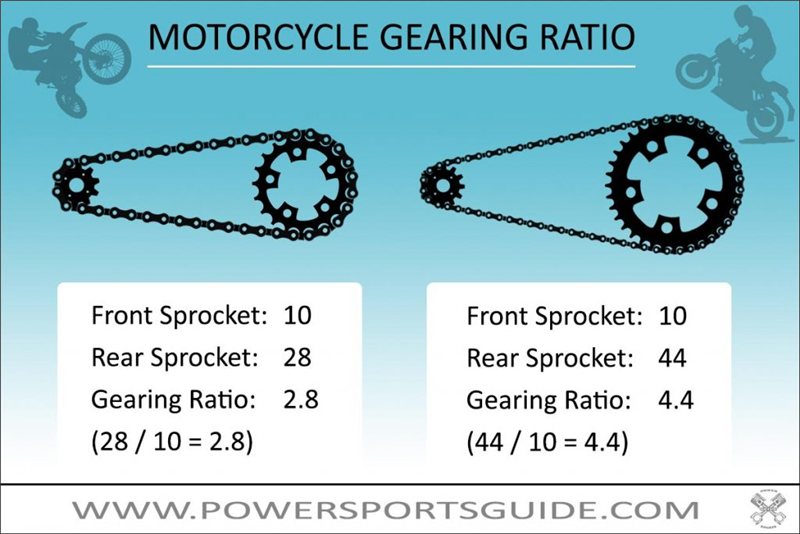 MOTORCYCLE GEARING RATIO
Front Sprocket: 10
Rear Sprocket: 28
Gearing Ratio: 2.8
(28 / 10 = 2.8)
Front Sprocket: 10
Rear Sprocket: 44
Gearing Ratio: 4.4
(44 / 10 = 4.4)
WWW.POWERSPORTSGUIDE.COM